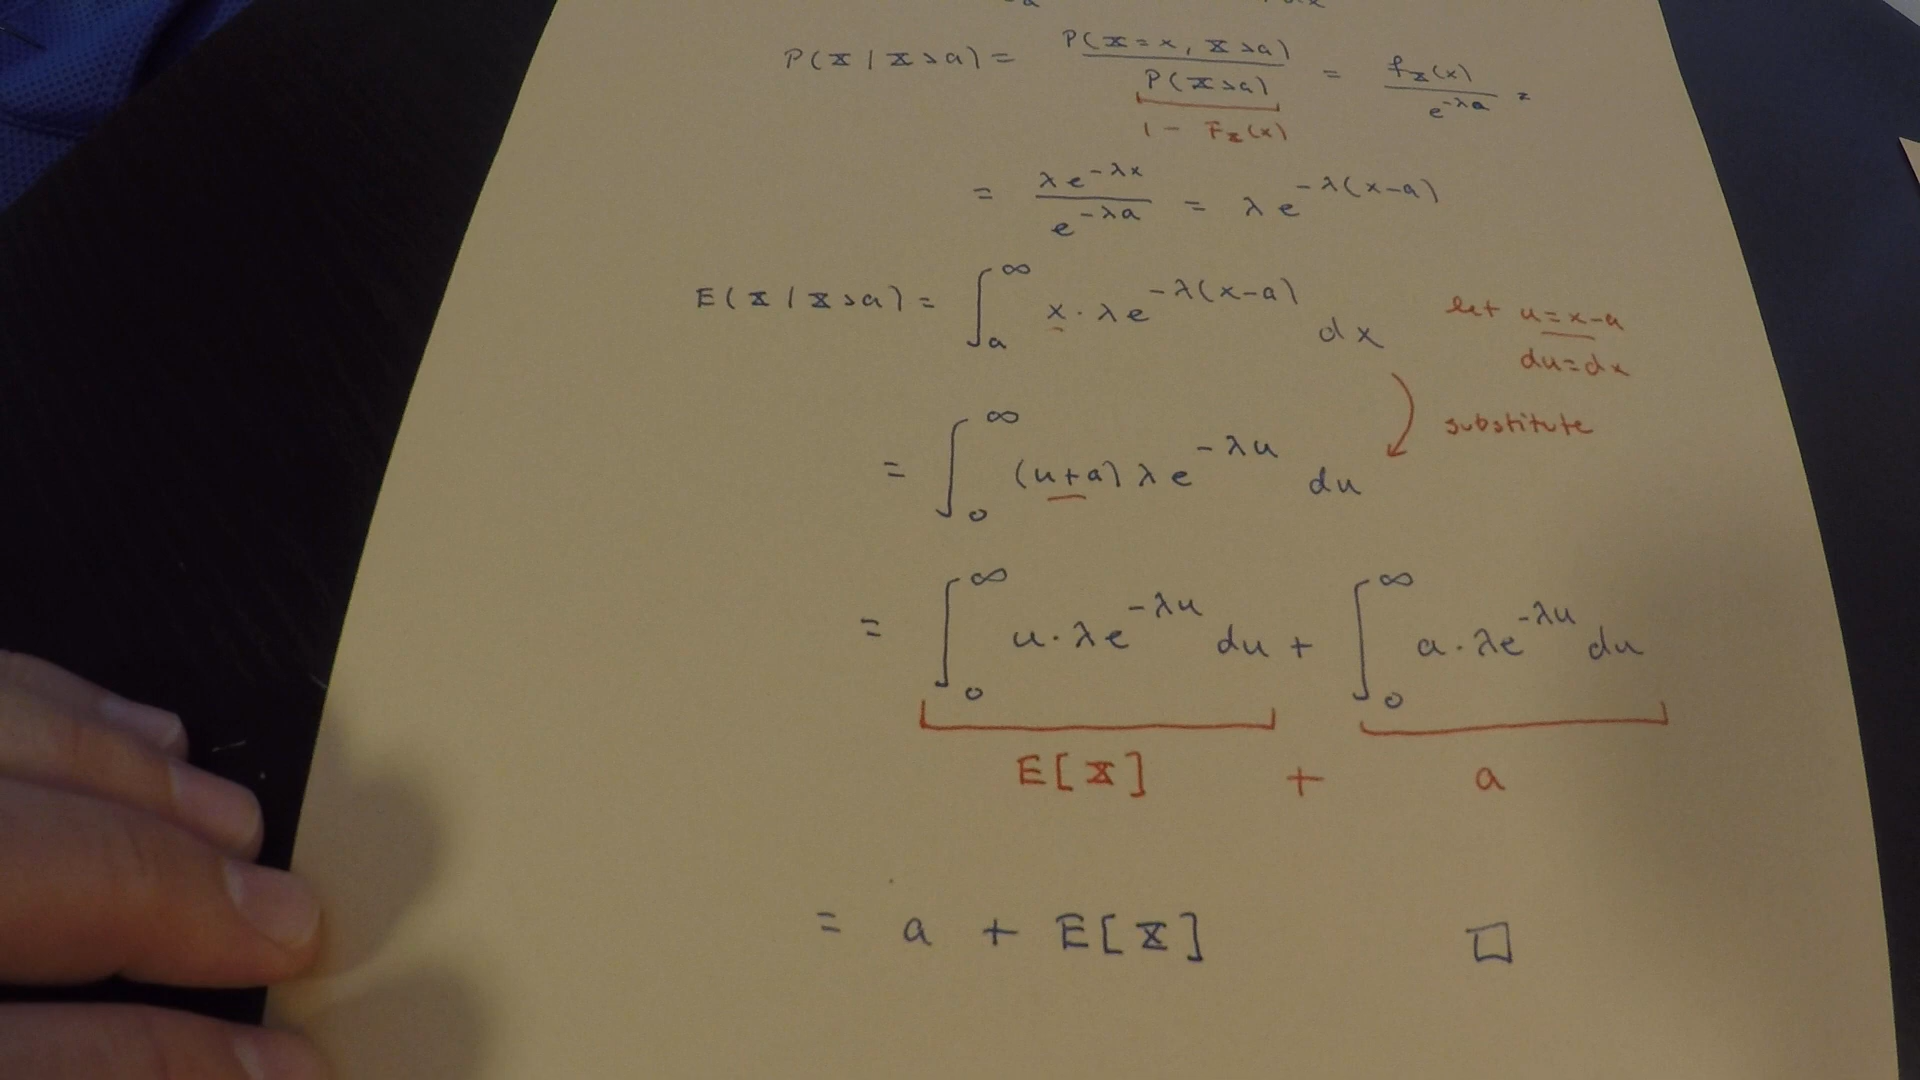 P(X | X > a) = P(X = x, X > a) / P(X > a) = f_X(x) / e^{-λa} =
1 - F_X(x)
= λe^{-λx} / e^{-λa} = λe^{-λ(x-a)}
E(X | X > a) = ∫_a^∞ x · λe^{-λ(x-a)} dx
let u = x-a
du = dx
substitute
= ∫_0^∞ (u+a) λe^{-λu} du
= ∫_0^∞ u · λe^{-λu} du + ∫_0^∞ a · λe^{-λu} du
E[X] + a
= a + E[X] □